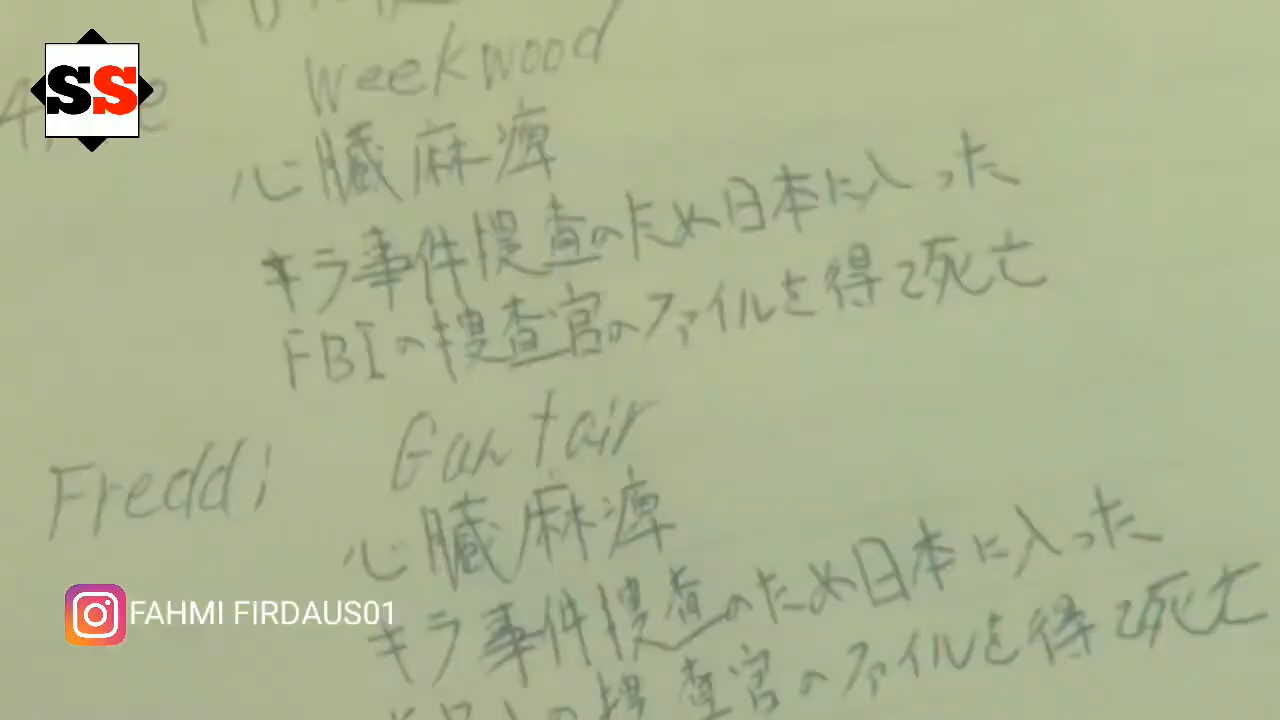 SS
Weekwood
心臓麻痺
キラ事件捜査のため日本に入った
FBIの捜査官のファイルを得て死亡
Freddi Guntair
心臓麻痺
キラ事件捜査のため日本に入った
の捜査官のファイルを得て死亡
FAHMI FIRDAUS01